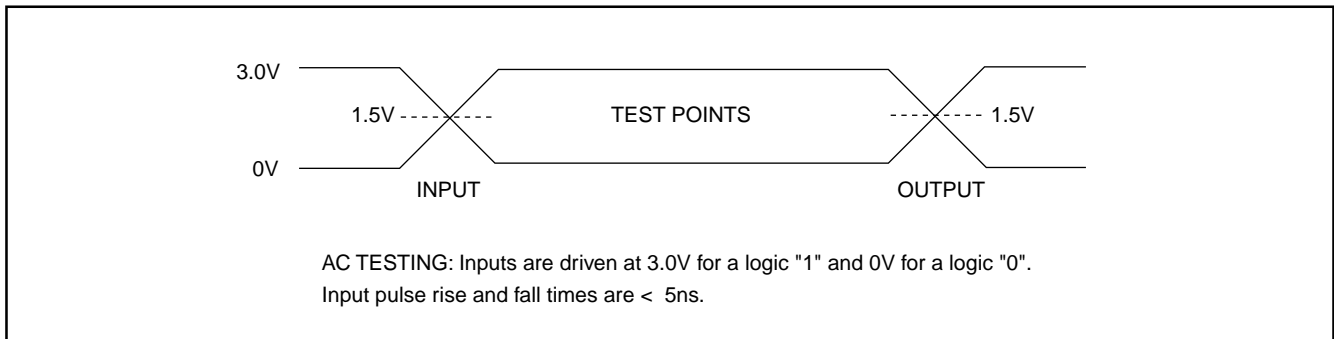 3.0V
1.5V TEST POINTS 1.5V
0V
INPUT OUTPUT
AC TESTING: Inputs are driven at 3.0V for a logic "1" and 0V for a logic "0".
Input pulse rise and fall times are < 5ns.